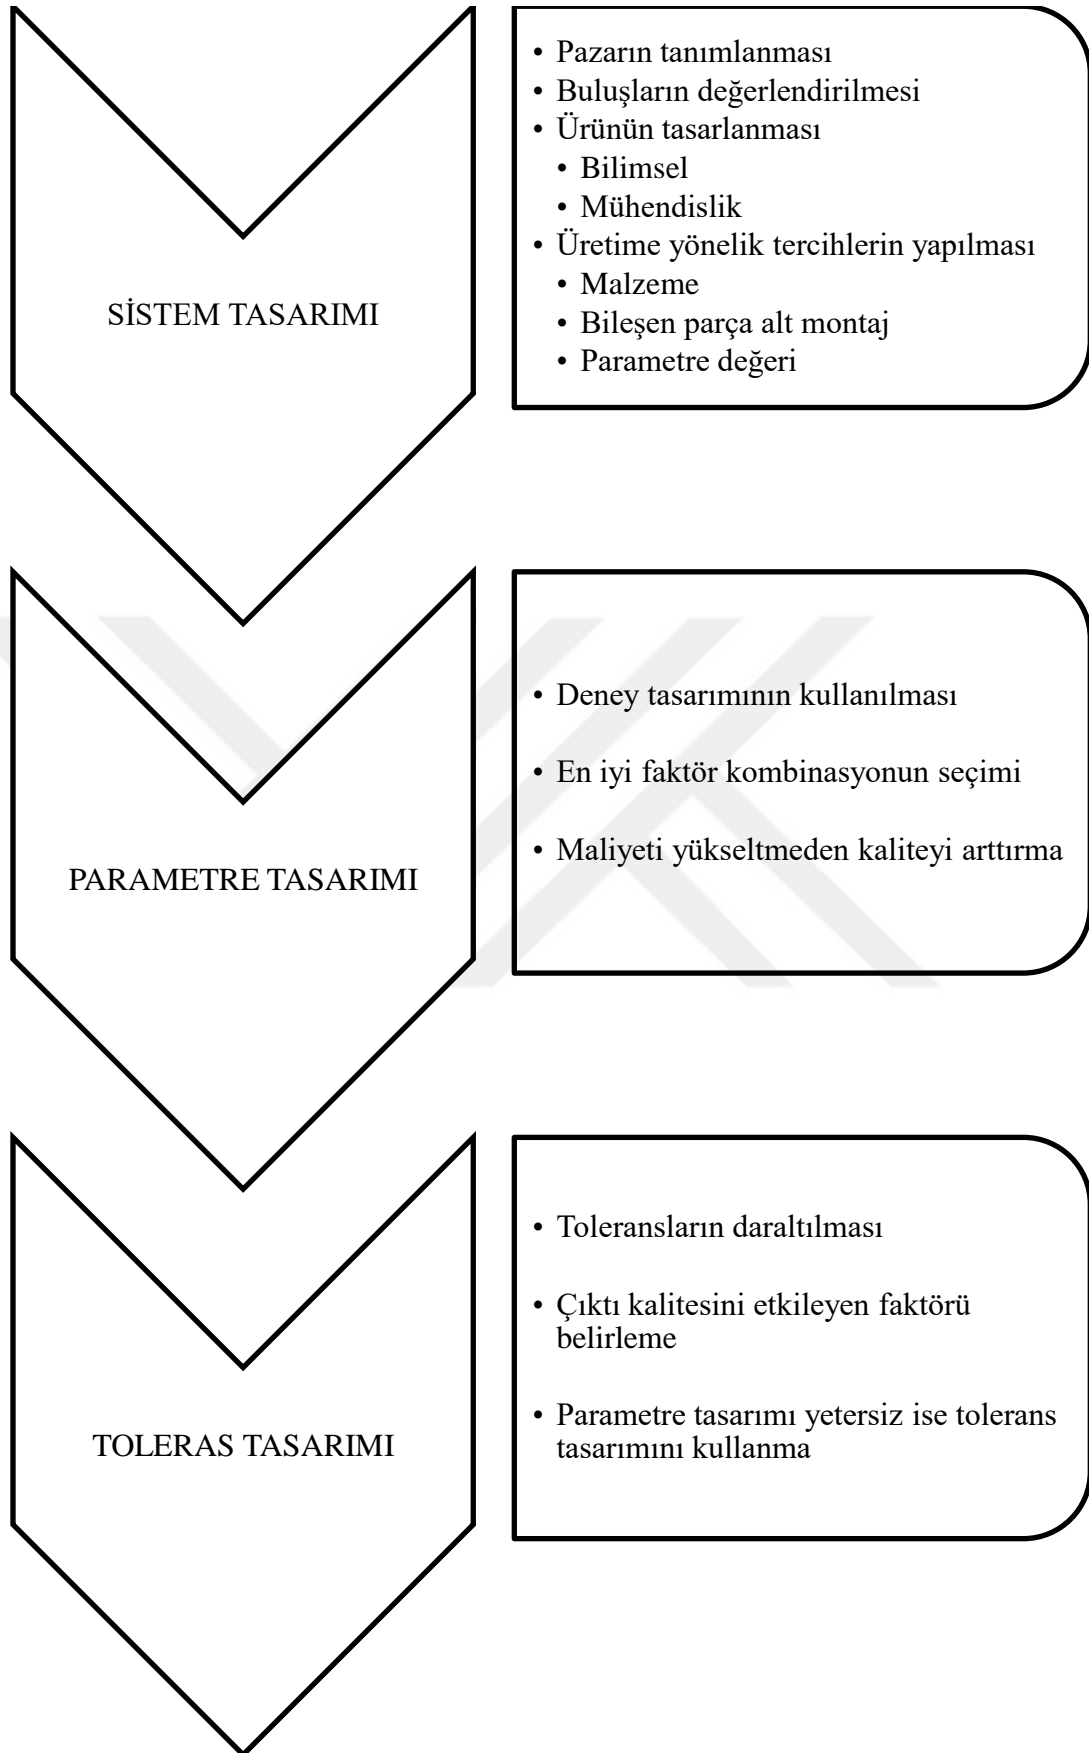 SİSTEM TASARIMI
• Pazarın tanımlanması
• Buluşların değerlendirilmesi
• Ürünün tasarlanması
• Bilimsel
• Mühendislik
• Üretime yönelik tercihlerin yapılması
• Malzeme
• Bileşen parça alt montaj
• Parametre değeri
PARAMETRE TASARIMI
• Deney tasarımının kullanılması
• En iyi faktör kombinasyonun seçimi
• Maliyeti yükseltmeden kaliteyi arttırma
TOLERAS TASARIMI
• Toleransların daraltılması
• Çıktı kalitesini etkileyen faktörü
belirleme
• Parametre tasarımı yetersiz ise tolerans
tasarımını kullanma